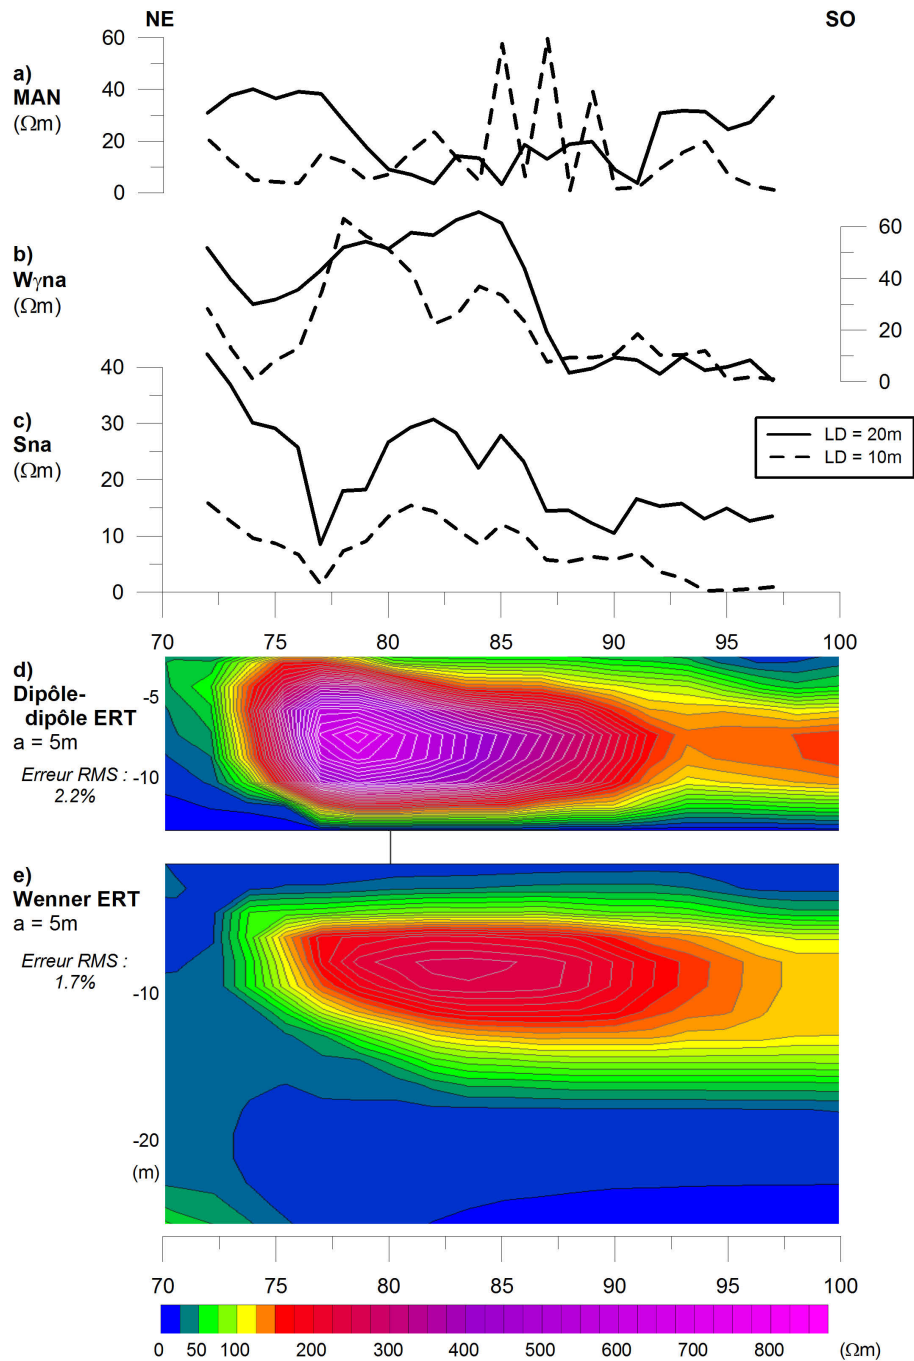 NE
SO
a)
MAN
(Ωm)
60
40
20
0
b)
Wγna
(Ωm)
60
40
20
0
c)
Sna
(Ωm)
40
30
20
10
0
LD = 20m
LD = 10m
70 75 80 85 90 95 100
d)
Dipôle-
dipôle ERT
a = 5m
Erreur RMS :
2.2%
-5
-10
e)
Wenner ERT
a = 5m
Erreur RMS :
1.7%
-10
-20
(m)
70 75 80 85 90 95 100
0 50 100 200 300 400 500 600 700 800 (Ωm)